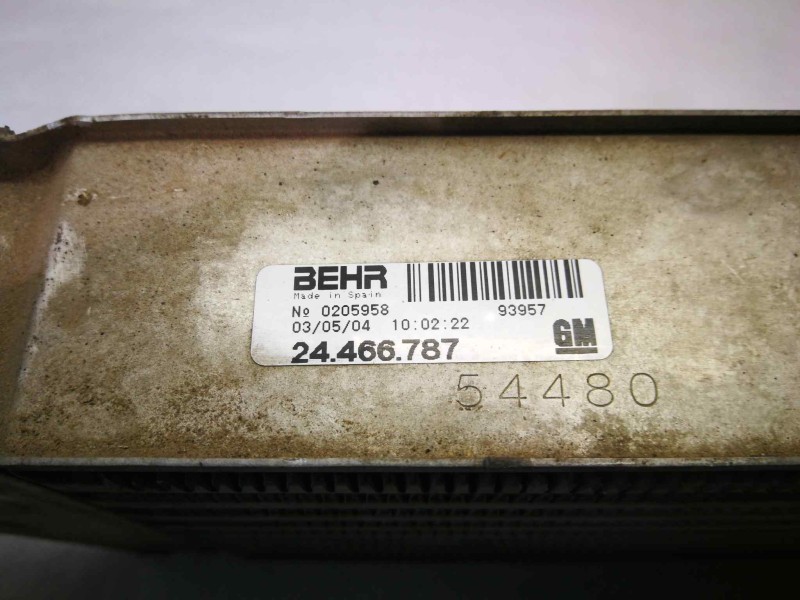 BEHR
Made in Spain
№ 0205958 93957
03/05/04 10:02:22
24.466.787 GM
54480